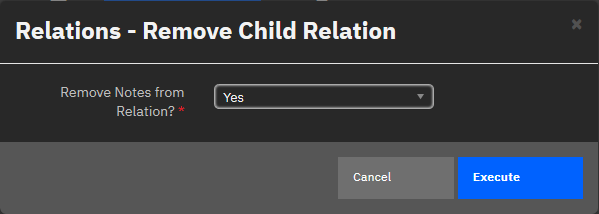 Relations - Remove Child Relation
×
Remove Notes from
Relation? *
Yes
Cancel
Execute